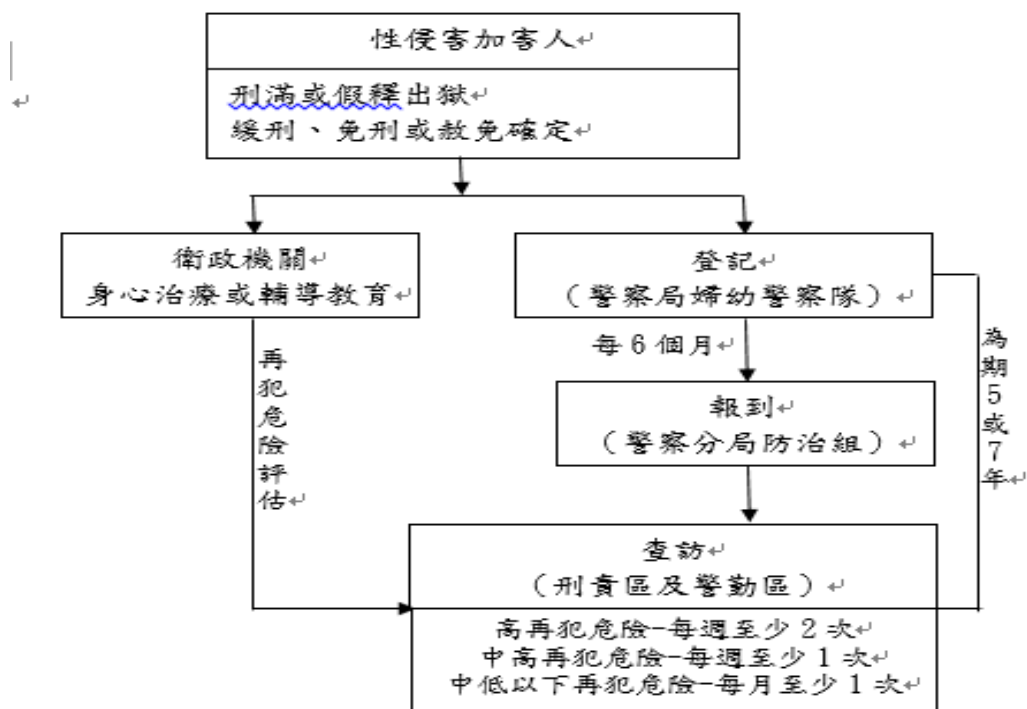 性侵害加害人
刑滿或假釋出獄
緩刑、免刑或赦免確定
衛政機關
身心治療或輔導教育
登記
（警察局婦幼警察隊）
每6個月
再犯危險評估
為期5或7年
報到
（警察分局防治組）
查訪
（刑責區及警勤區）
高再犯危險-每週至少2次
中高再犯危險-每週至少1次
中低以下再犯危險-每月至少1次